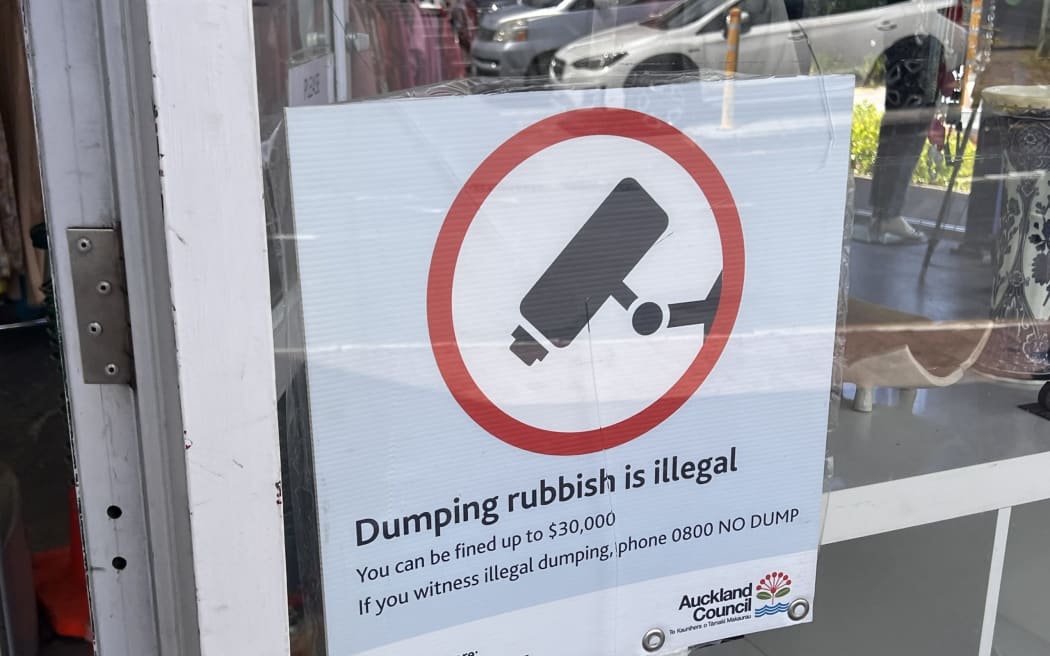 PLEASE
Dumping rubbish is illegal
You can be fined up to $30,000
If you witness illegal dumping, phone 0800 NO DUMP
Auckland
Council
Te Kaunihera o Tāmaki Makaurau